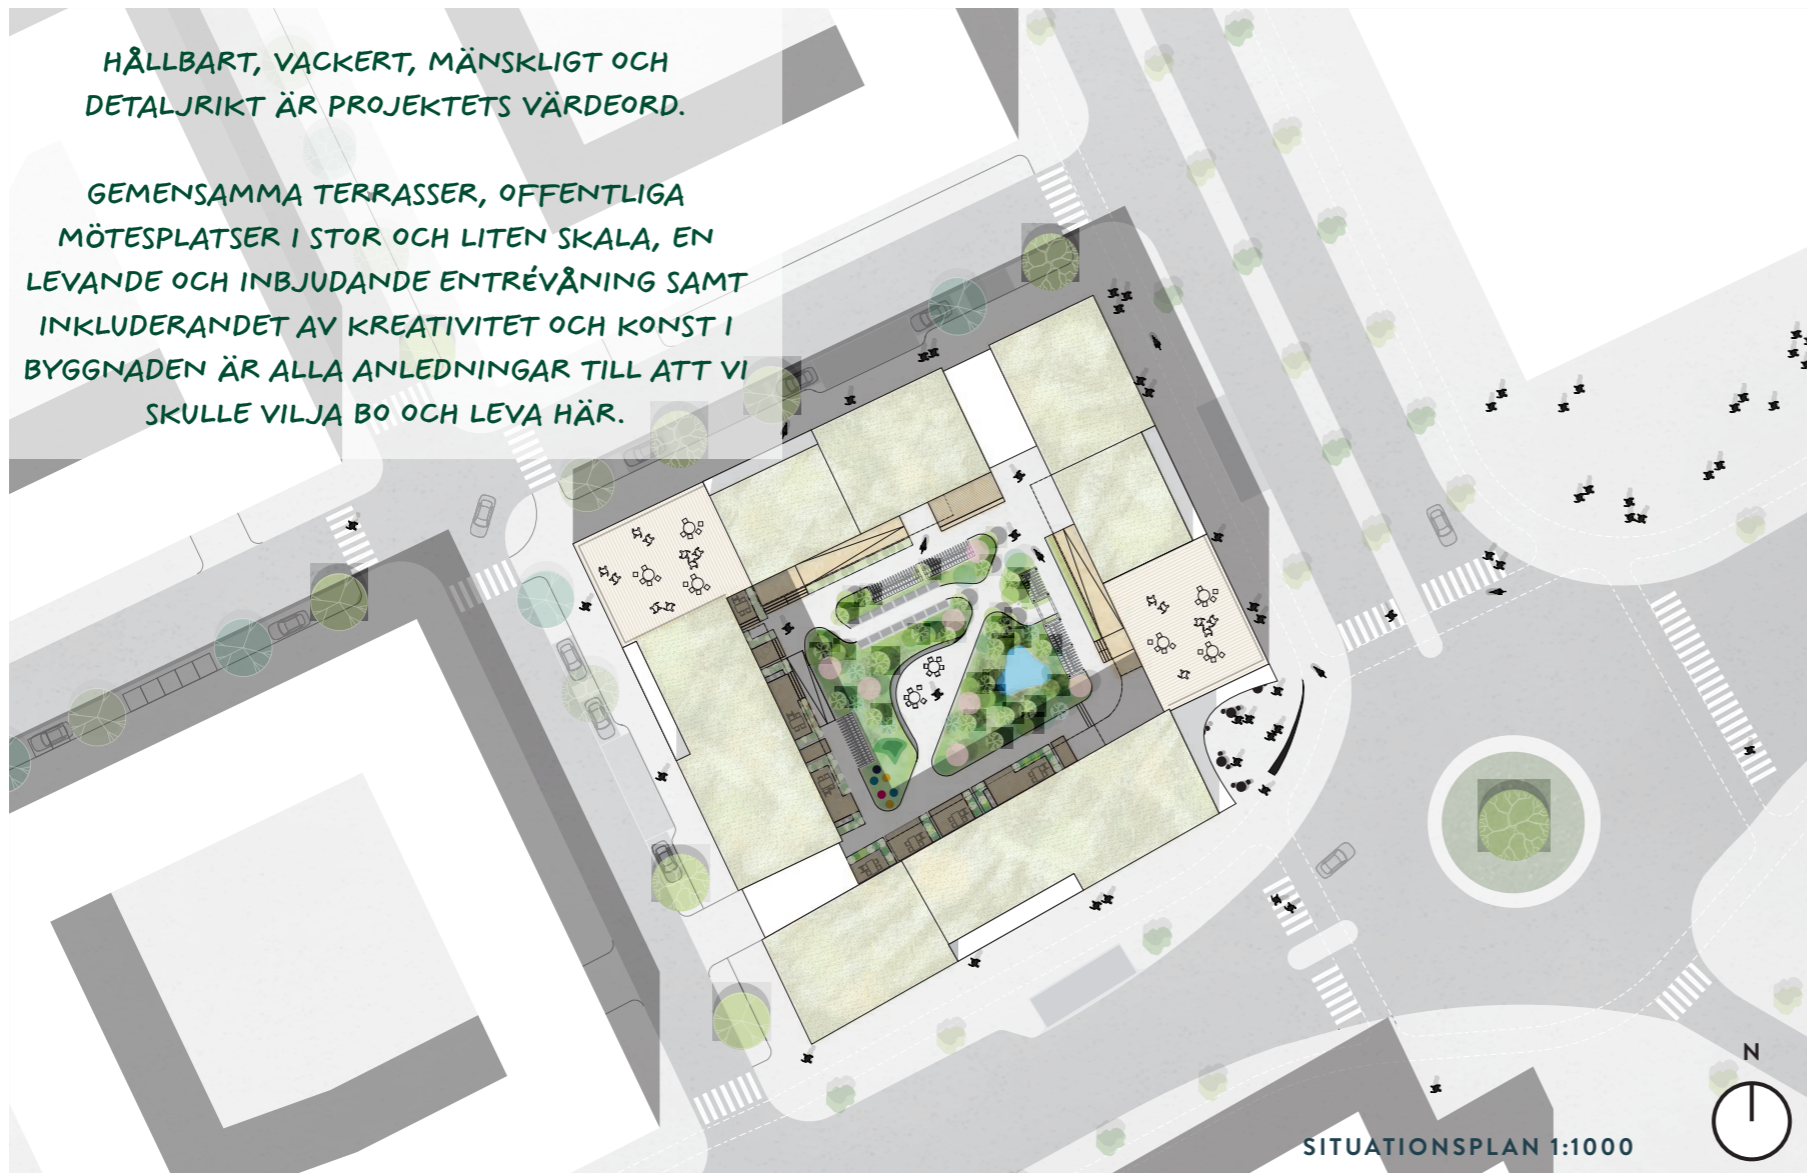 HÅLLBART, VACKERT, MÄNSKLIGT OCH
DETALJRIKT ÄR PROJEKTETS VÄRDEORD.
GEMENSAMMA TERRASSER, OFFENTLIGA
MÖTESPLATSER I STOR OCH LITEN SKALA, EN
LEVANDE OCH INBJUDANDE ENTRÉVÅNING SAMT
INKLUDERANDET AV KREATIVITET OCH KONST I
BYGGNADEN ÄR ALLA ANLEDNINGAR TILL ATT VI
SKULLE VILJA BO OCH LEVA HÄR.
N
SITUATIONSPLAN 1:1000